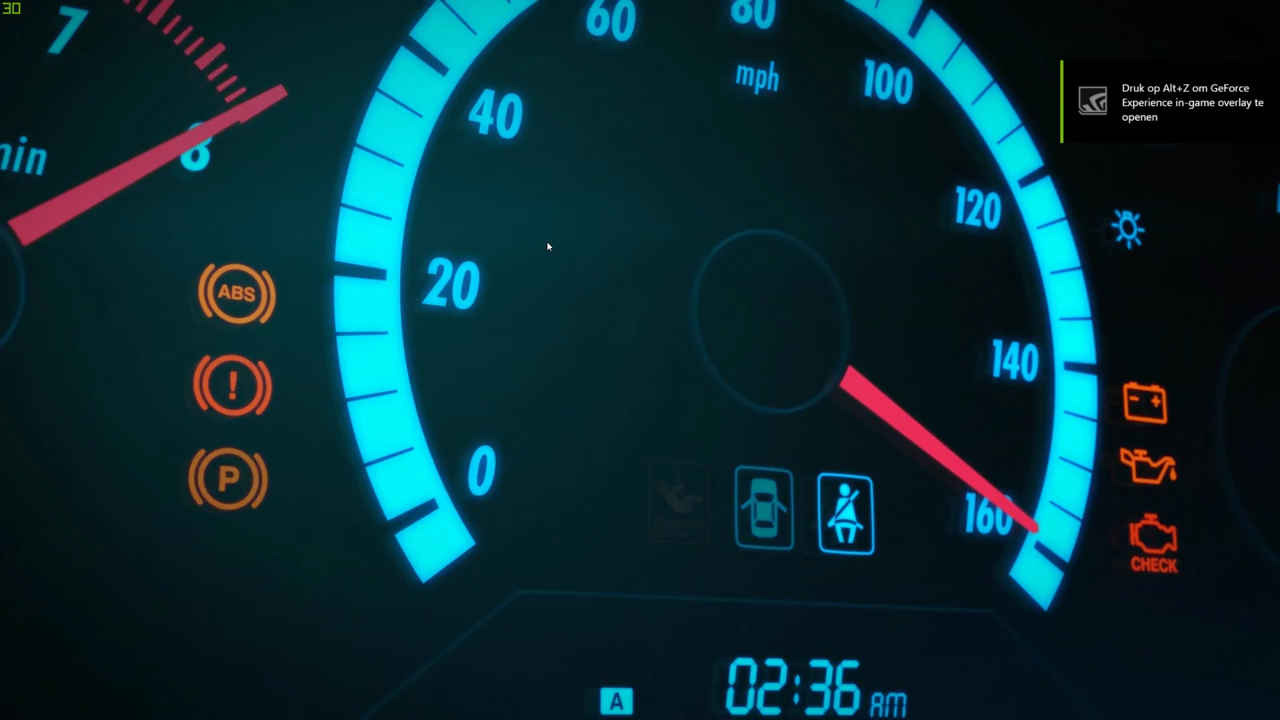 30
7
60
80
mph
40
100
Druk op Alt+Z om GeForce
Experience in-game overlay te
openen
min
8
120
20
ABS
!
140
P
0
160
CHECK
02:36 AM
A